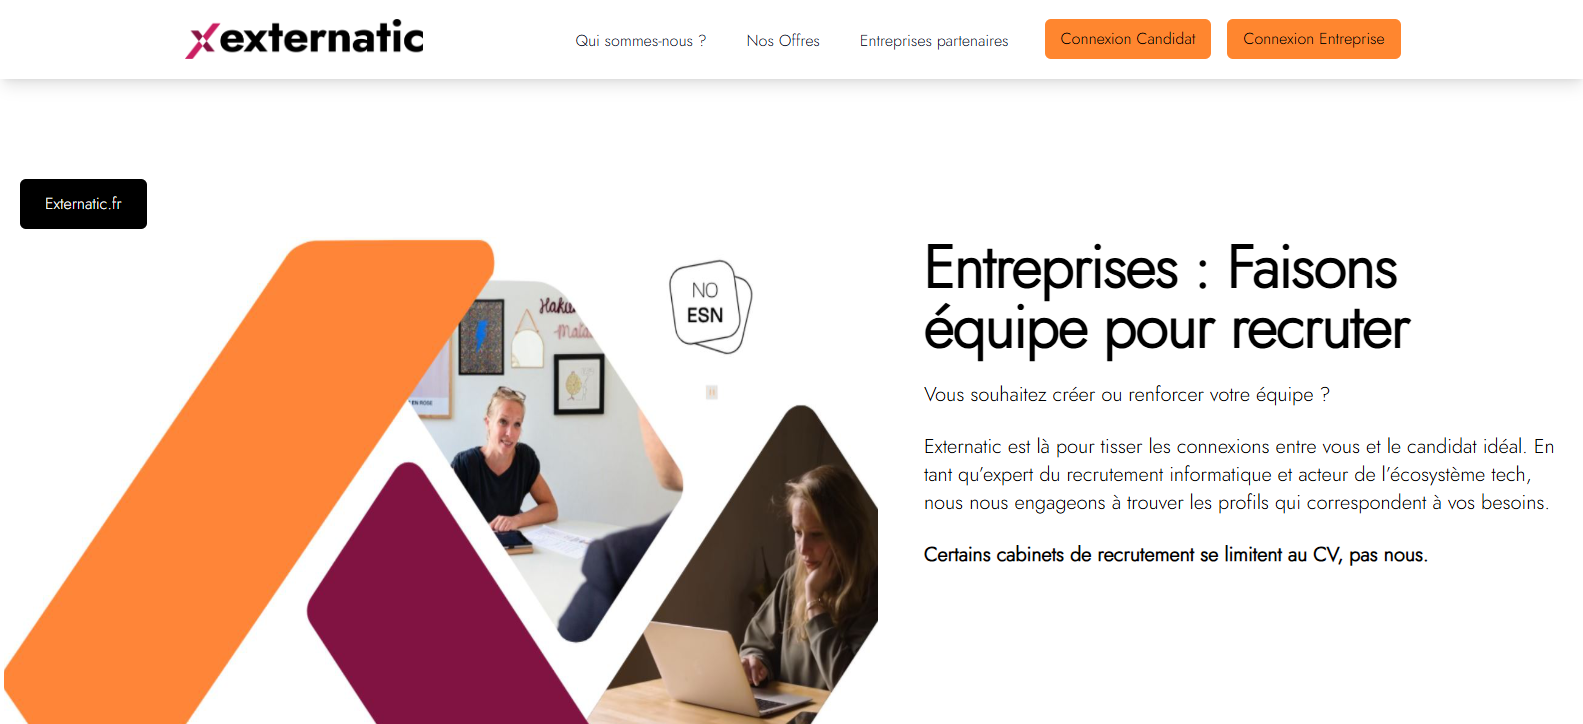 externatic
Qui sommes-nous ?
Nos Offres
Entreprises partenaires
Connexion Candidat
Connexion Entreprise
Externatic.fr
NO
ESN
EN ROSE
Entreprises : Faisons
équipe pour recruter
Vous souhaitez créer ou renforcer votre équipe ?
Externatic est là pour tisser les connexions entre vous et le candidat idéal. En
tant qu’expert du recrutement informatique et acteur de l’écosystème tech,
nous nous engageons à trouver les profils qui correspondent à vos besoins.
Certains cabinets de recrutement se limitent au CV, pas nous.